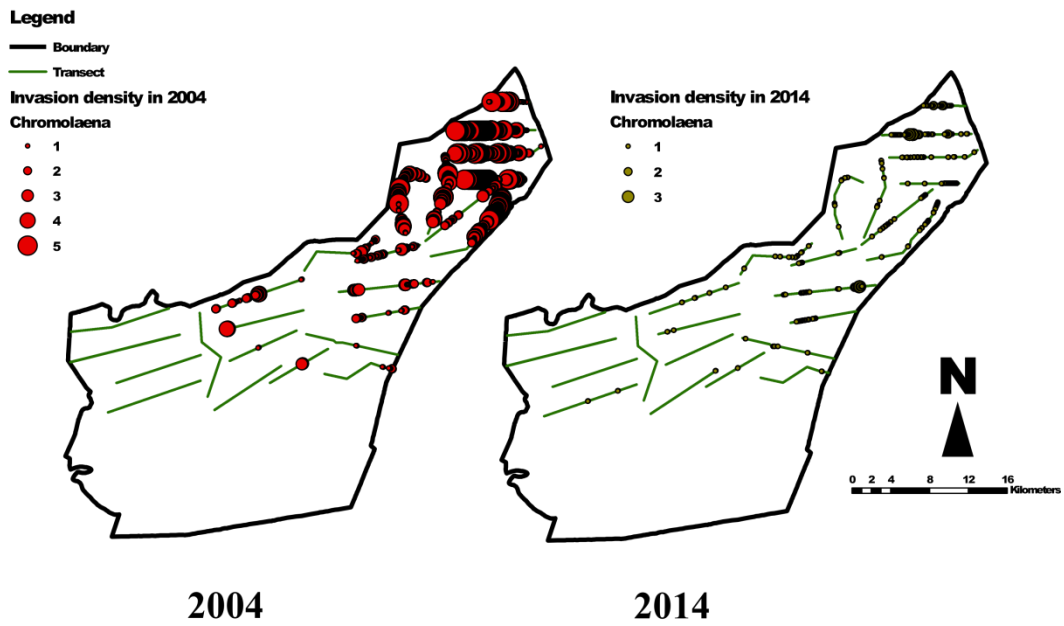 Legend
Boundary
Transect
Invasion density in 2004
Chromolaena
1
2
3
4
5
Invasion density in 2014
Chromolaena
1
2
3
N
0 2 4 8 12 16
Kilometers
2004
2014